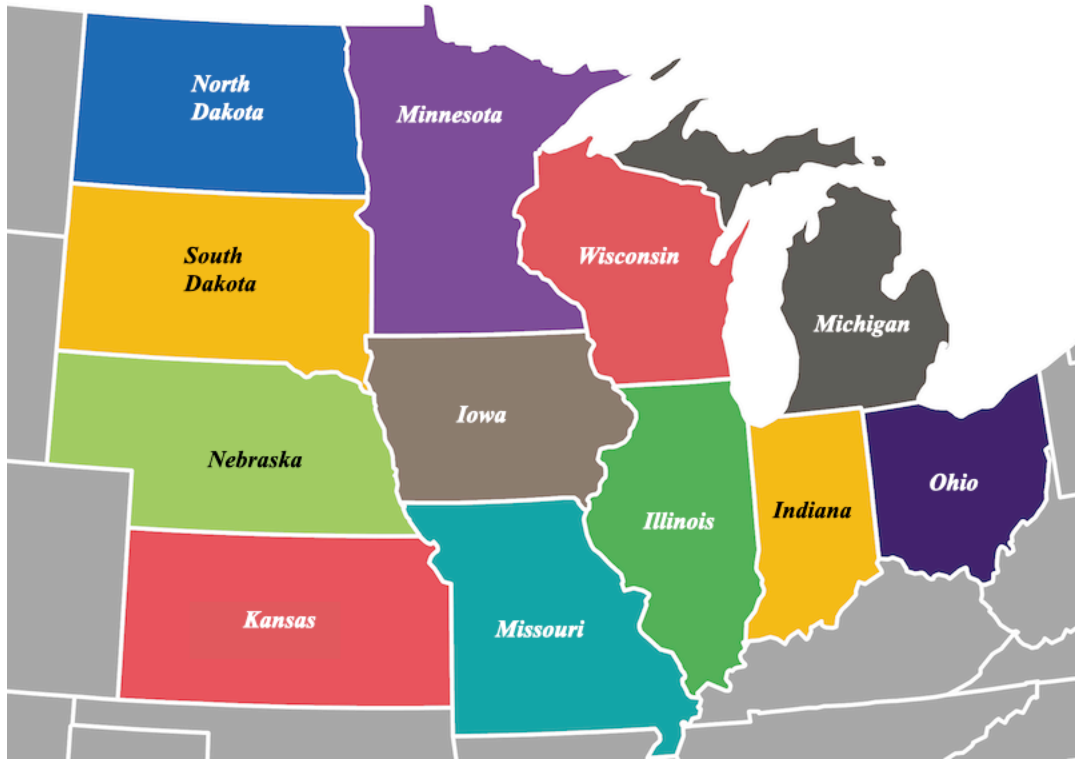 North
Dakota
Minnesota
South
Dakota
Wisconsin
Michigan
Iowa
Nebraska
Ohio
Indiana
Illinois
Kansas
Missouri